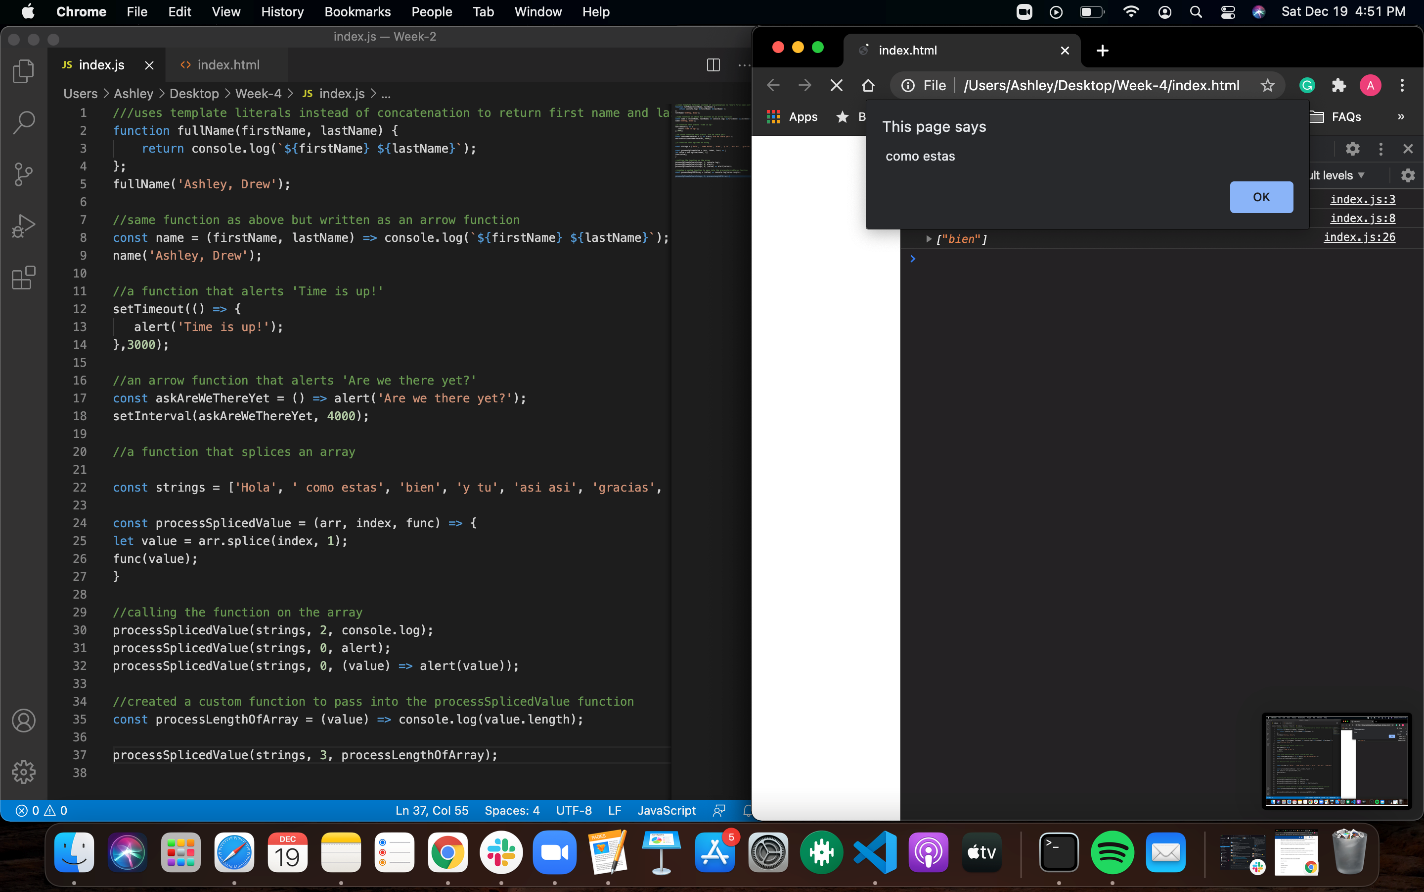 Chrome File Edit View History Bookmarks People Tab Window Help
Sat Dec 19 4:51 PM
index.js — Week-2
JS index.js
<> index.html
Users > Ashley > Desktop > Week-4 > JS index.js > ...
1 ///uses template literals instead of concatenation to return first name and la
2 function fullName(firstName, lastName) {
3 return console.log(`${firstName} ${lastName}`);
4 };
5 fullName('Ashley, Drew');
6
7 //same function as above but written as an arrow function
8 const name = (firstName, lastName) => console.log(`${firstName} ${lastName}`);
9 name('Ashley, Drew');
10
11 //a function that alerts 'Time is up!'
12 setTimeout(() => {
13 alert('Time is up!');
14 },3000);
15
16 //an arrow function that alerts 'Are we there yet?'
17 const askAreWeThereYet = () => alert('Are we there yet?');
18 setInterval(askAreWeThereYet, 4000);
19
20 //a function that splices an array
21
22 const strings = ['Hola', ' como estas', 'bien', 'y tu', 'asi asi', 'gracias',
23
24 const processSplicedValue = (arr, index, func) => {
25 let value = arr.splice(index, 1);
26 func(value);
27 }
28
29 //calling the function on the array
30 processSplicedValue(strings, 2, console.log);
31 processSplicedValue(strings, 0, alert);
32 processSplicedValue(strings, 0, (value) => alert(value));
33
34 //created a custom function to pass into the processSplicedValue function
35 const processLengthOfArray = (value) => console.log(value.length);
36
37 processSplicedValue(strings, 3, processLengthOfArray);
38
0 0
Ln 37, Col 55 Spaces: 4 UTF-8 LF JavaScript
index.html
File /Users/Ashley/Desktop/Week-4/index.html
A
Apps B
FAQs »
This page says
como estas
OK
ult levels ▼
index.js:3
index.js:8
["bien"] index.js:26
DEC
19
5
tv